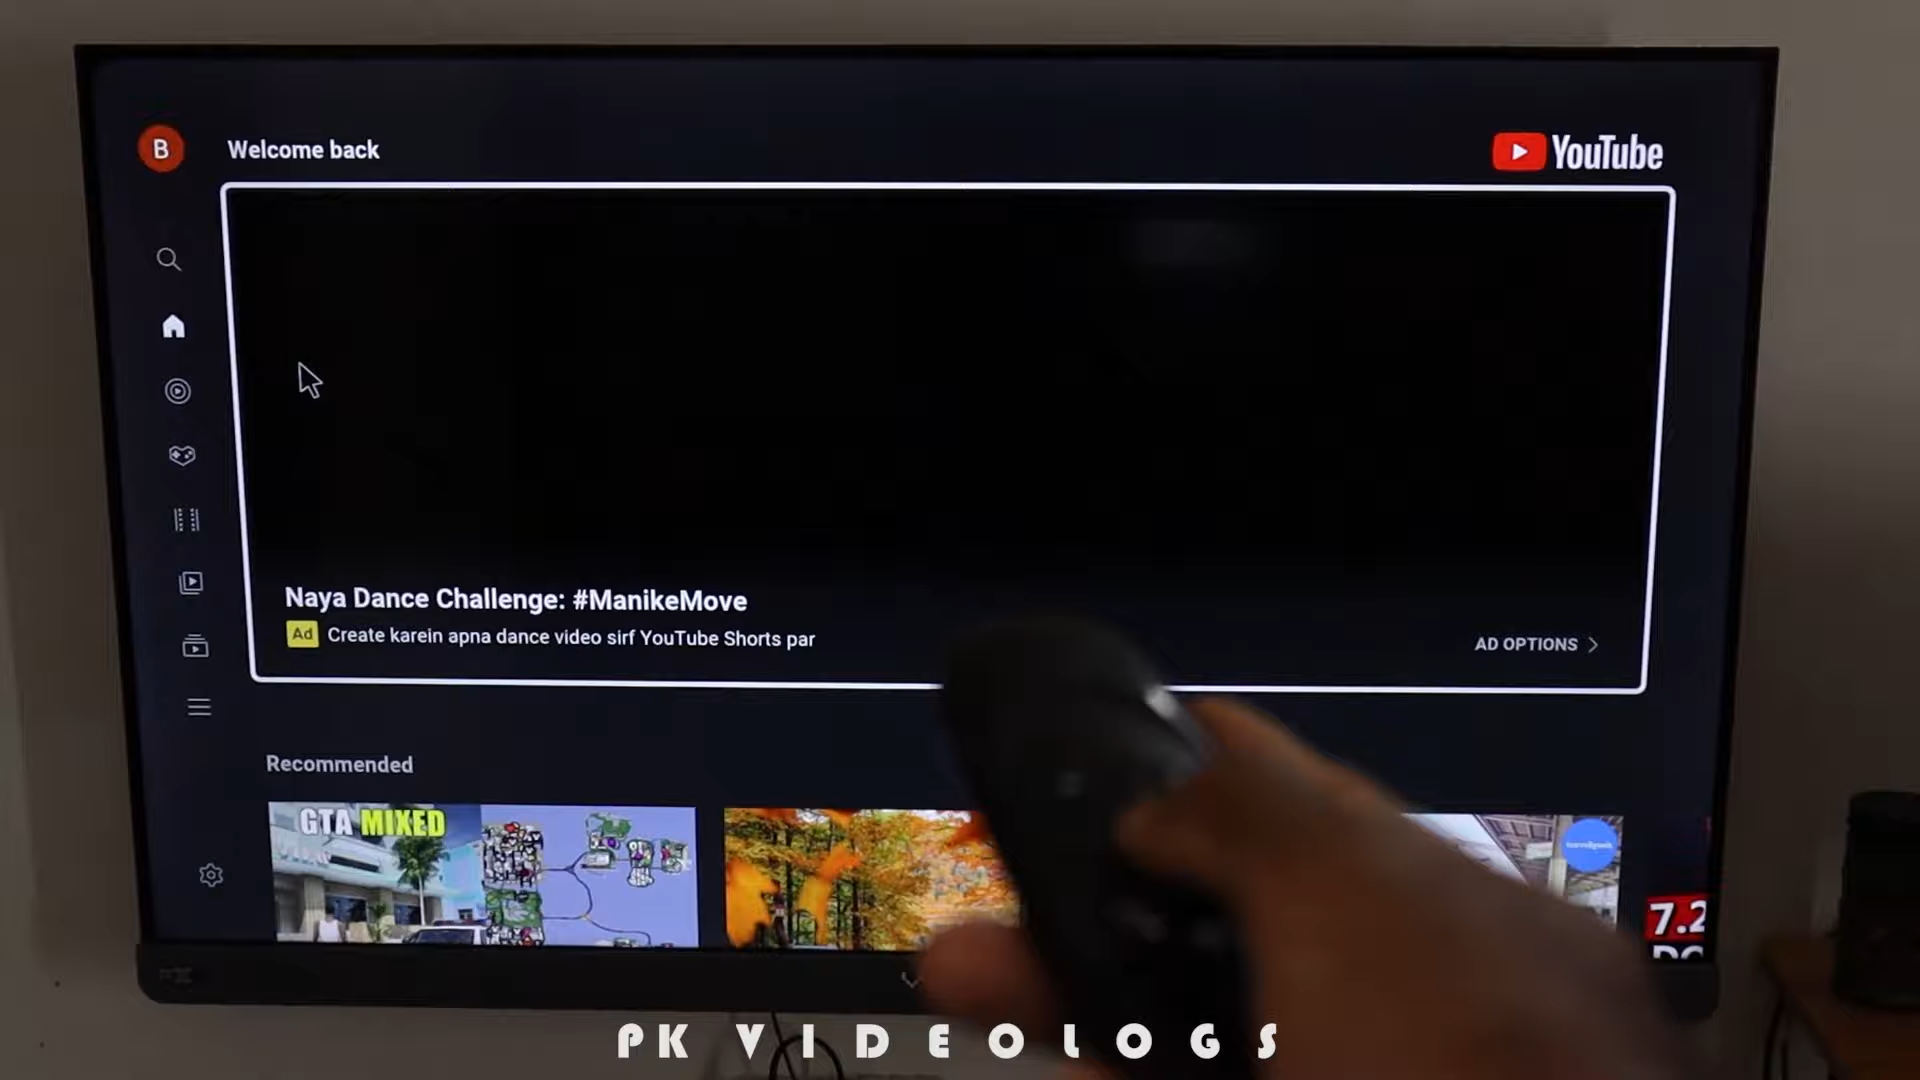 B
Welcome back
YouTube
Naya Dance Challenge: #ManikeMove
Ad Create karein apna dance video sirf YouTube Shorts par
AD OPTIONS
Recommended
GTA MIXED
7.2
PK VIDEOLOGS